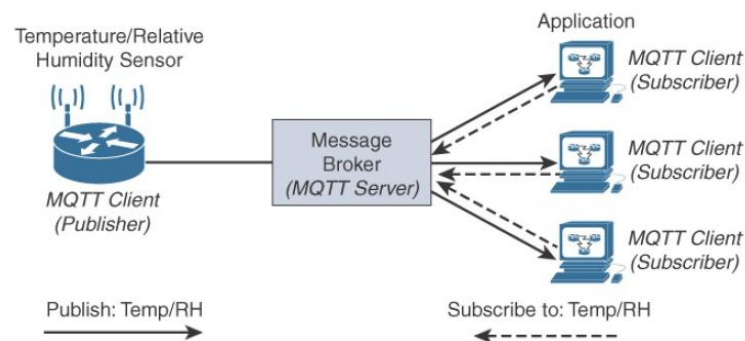 Temperature/Relative
Humidity Sensor
MQTT Client
(Publisher)
Message
Broker
(MQTT Server)
Application
MQTT Client
(Subscriber)
MQTT Client
(Subscriber)
MQTT Client
(Subscriber)
Publish: Temp/RH
Subscribe to: Temp/RH